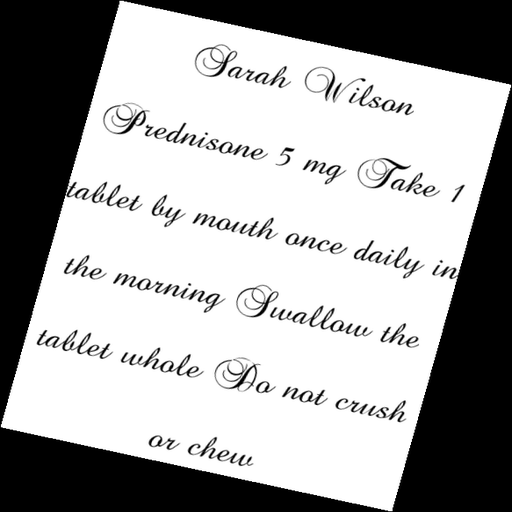 Sarah Wilson
Prednisone 5 mg Take 1
tablet by mouth once daily in
the morning Swallow the
tablet whole Do not crush
or chew